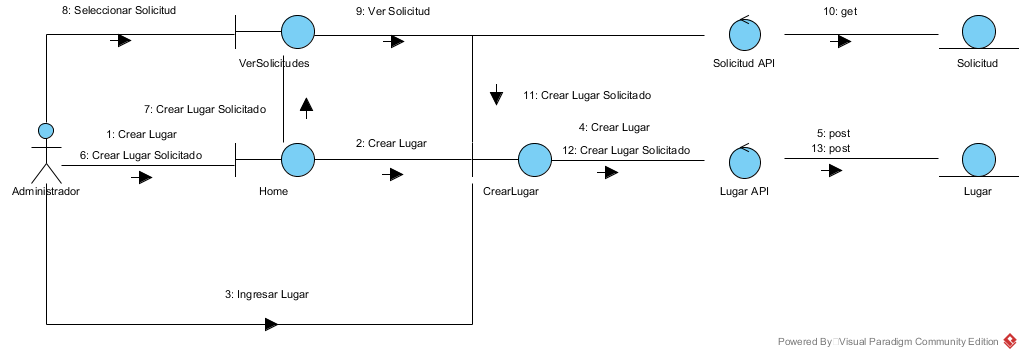 8: Seleccionar Solicitud
9: Ver Solicitud
10: get
VerSolicitudes
Solicitud API
Solicitud
7: Crear Lugar Solicitado
11: Crear Lugar Solicitado
1: Crear Lugar
6: Crear Lugar Solicitado
2: Crear Lugar
4: Crear Lugar
12: Crear Lugar Solicitado
5: post
13: post
Administrador
Home
CrearLugar
Lugar API
Lugar
3: Ingresar Lugar
Powered By Visual Paradigm Community Edition